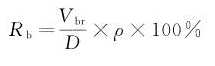 R_b = V_br / D × ρ × 100%